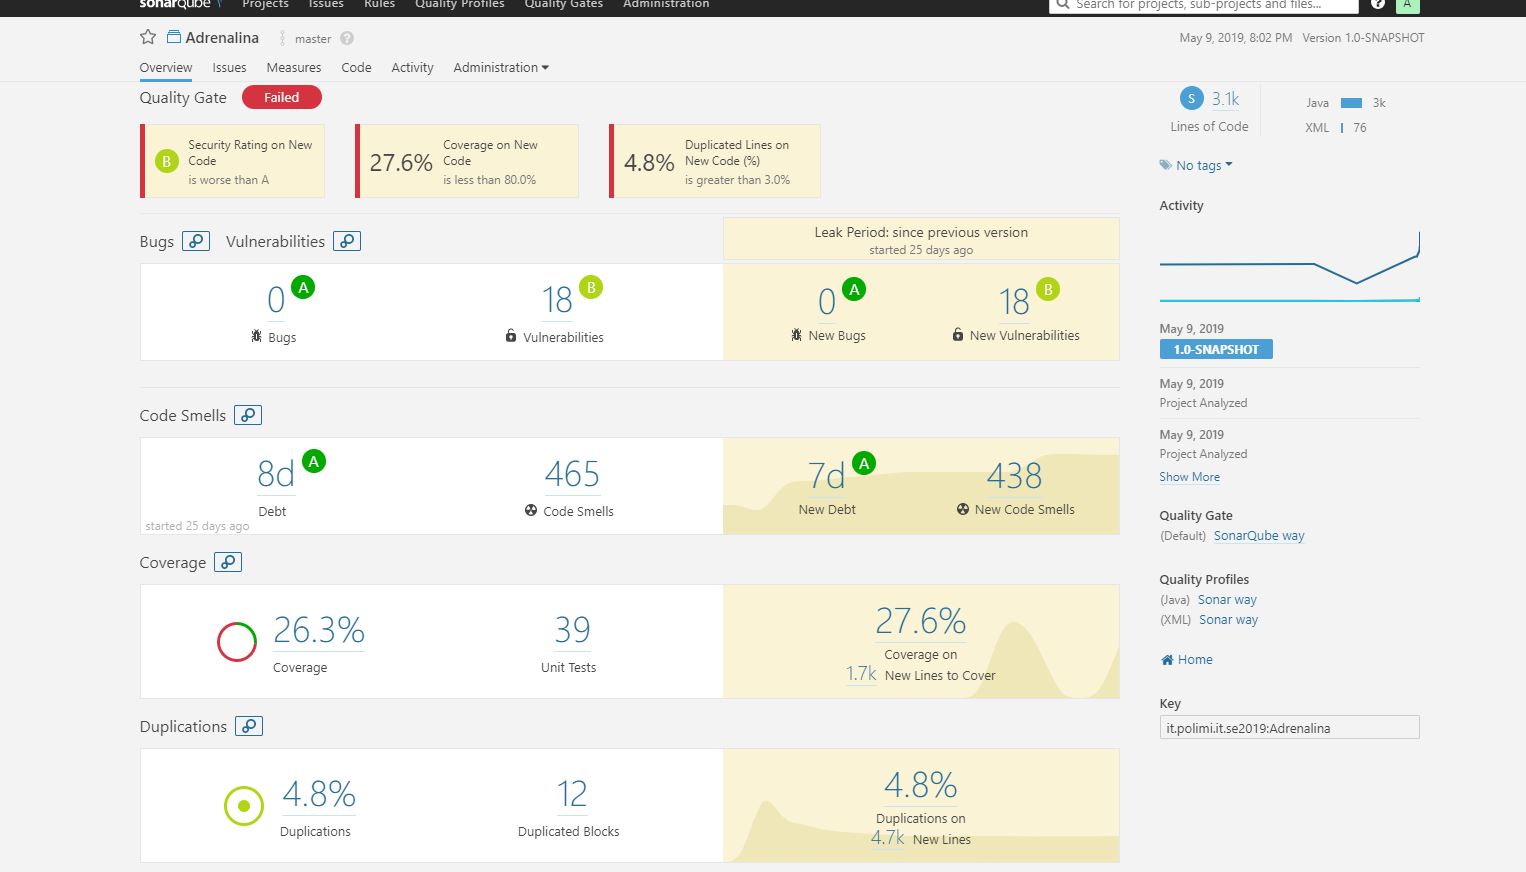 sonarqube Projects Issues Rules Quality Profiles Quality Gates Administration Search for projects, sub-projects and files... ? A
Adrenalina master ? May 9, 2019, 8:02 PM Version 1.0-SNAPSHOT
Overview Issues Measures Code Activity Administration
Quality Gate Failed
B Security Rating on New
Code
is worse than A
27.6% Coverage on New
Code
is less than 80.0%
4.8% Duplicated Lines on
New Code (%)
is greater than 3.0%
Bugs Vulnerabilities
Leak Period: since previous version
started 25 days ago
0 A
Bugs
18 B
Vulnerabilities
0 A
New Bugs
18 B
New Vulnerabilities
Code Smells
8d A
Debt
465
Code Smells
started 25 days ago
7d A
New Debt
438
New Code Smells
Coverage
26.3%
Coverage
39
Unit Tests
27.6%
Coverage on
1.7k New Lines to Cover
Duplications
4.8%
Duplications
12
Duplicated Blocks
4.8%
Duplications on
4.7k New Lines
S 3.1k
Lines of Code
Java 3k
XML 76
No tags
Activity
May 9, 2019
1.0-SNAPSHOT
May 9, 2019
Project Analyzed
May 9, 2019
Project Analyzed
Show More
Quality Gate
(Default) SonarQube way
Quality Profiles
(Java) Sonar way
(XML) Sonar way
Home
Key
it.polimi.it.se2019:Adrenalina